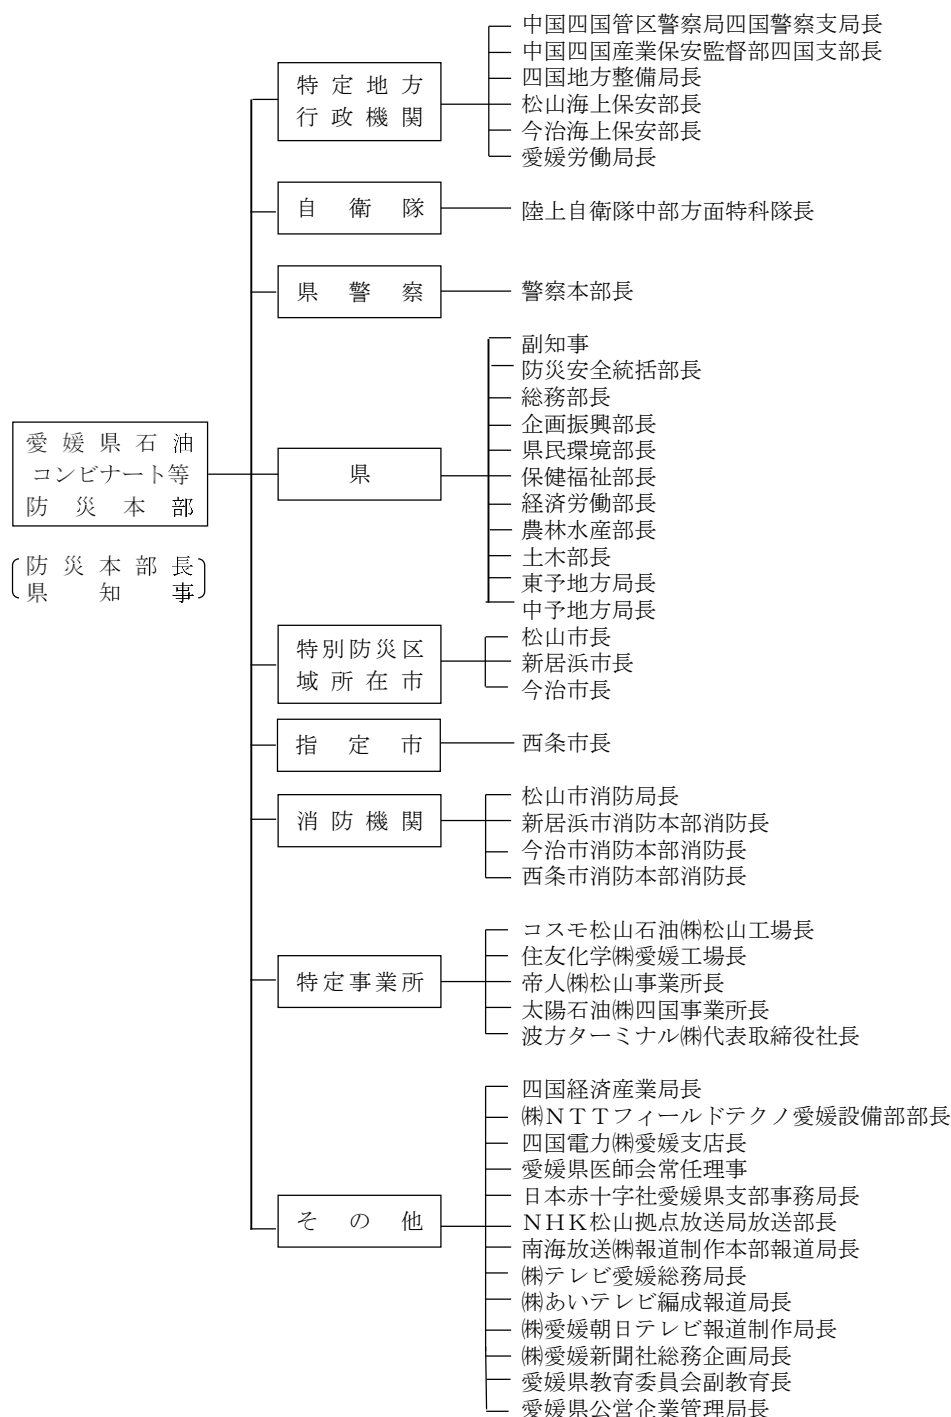 愛媛県石油
コンビナート等
防災本部
防災本部長
県知事
特定地方
行政機関
中国四国管区警察局四国警察支局長
中国四国産業保安監督部四国支部長
四国地方整備局長
松山海上保安部長
今治海上保安部長
愛媛労働局長
自衛隊
陸上自衛隊中部方面特科隊長
県警察
警察本部長
県
副知事
防災安全統括部長
総務部長
企画振興部長
県民環境部長
保健福祉部長
経済労働部長
農林水産部長
土木部長
東予地方局長
中予地方局長
特別防災区
域所在市
松山市長
新居浜市長
今治市長
指定市
西条市長
消防機関
松山市消防局長
新居浜市消防本部消防長
今治市消防本部消防長
西条市消防本部消防長
特定事業所
コスモ松山石油㈱松山工場長
住友化学㈱愛媛工場長
帝人㈱松山事業所長
太陽石油㈱四国事業所長
波方ターミナル㈱代表取締役社長
その他
四国経済産業局長
㈱ＮＴＴフィールドテクノ愛媛設備部部長
四国電力㈱愛媛支店長
愛媛県医師会常任理事
日本赤十字社愛媛県支部事務局長
ＮＨＫ松山拠点放送局放送部長
南海放送㈱報道制作本部報道局長
㈱テレビ愛媛総務局長
㈱あいテレビ編成報道局長
㈱愛媛朝日テレビ報道制作局長
㈱愛媛新聞社総務企画局長
愛媛県教育委員会副教育長
愛媛県公営企業管理局長